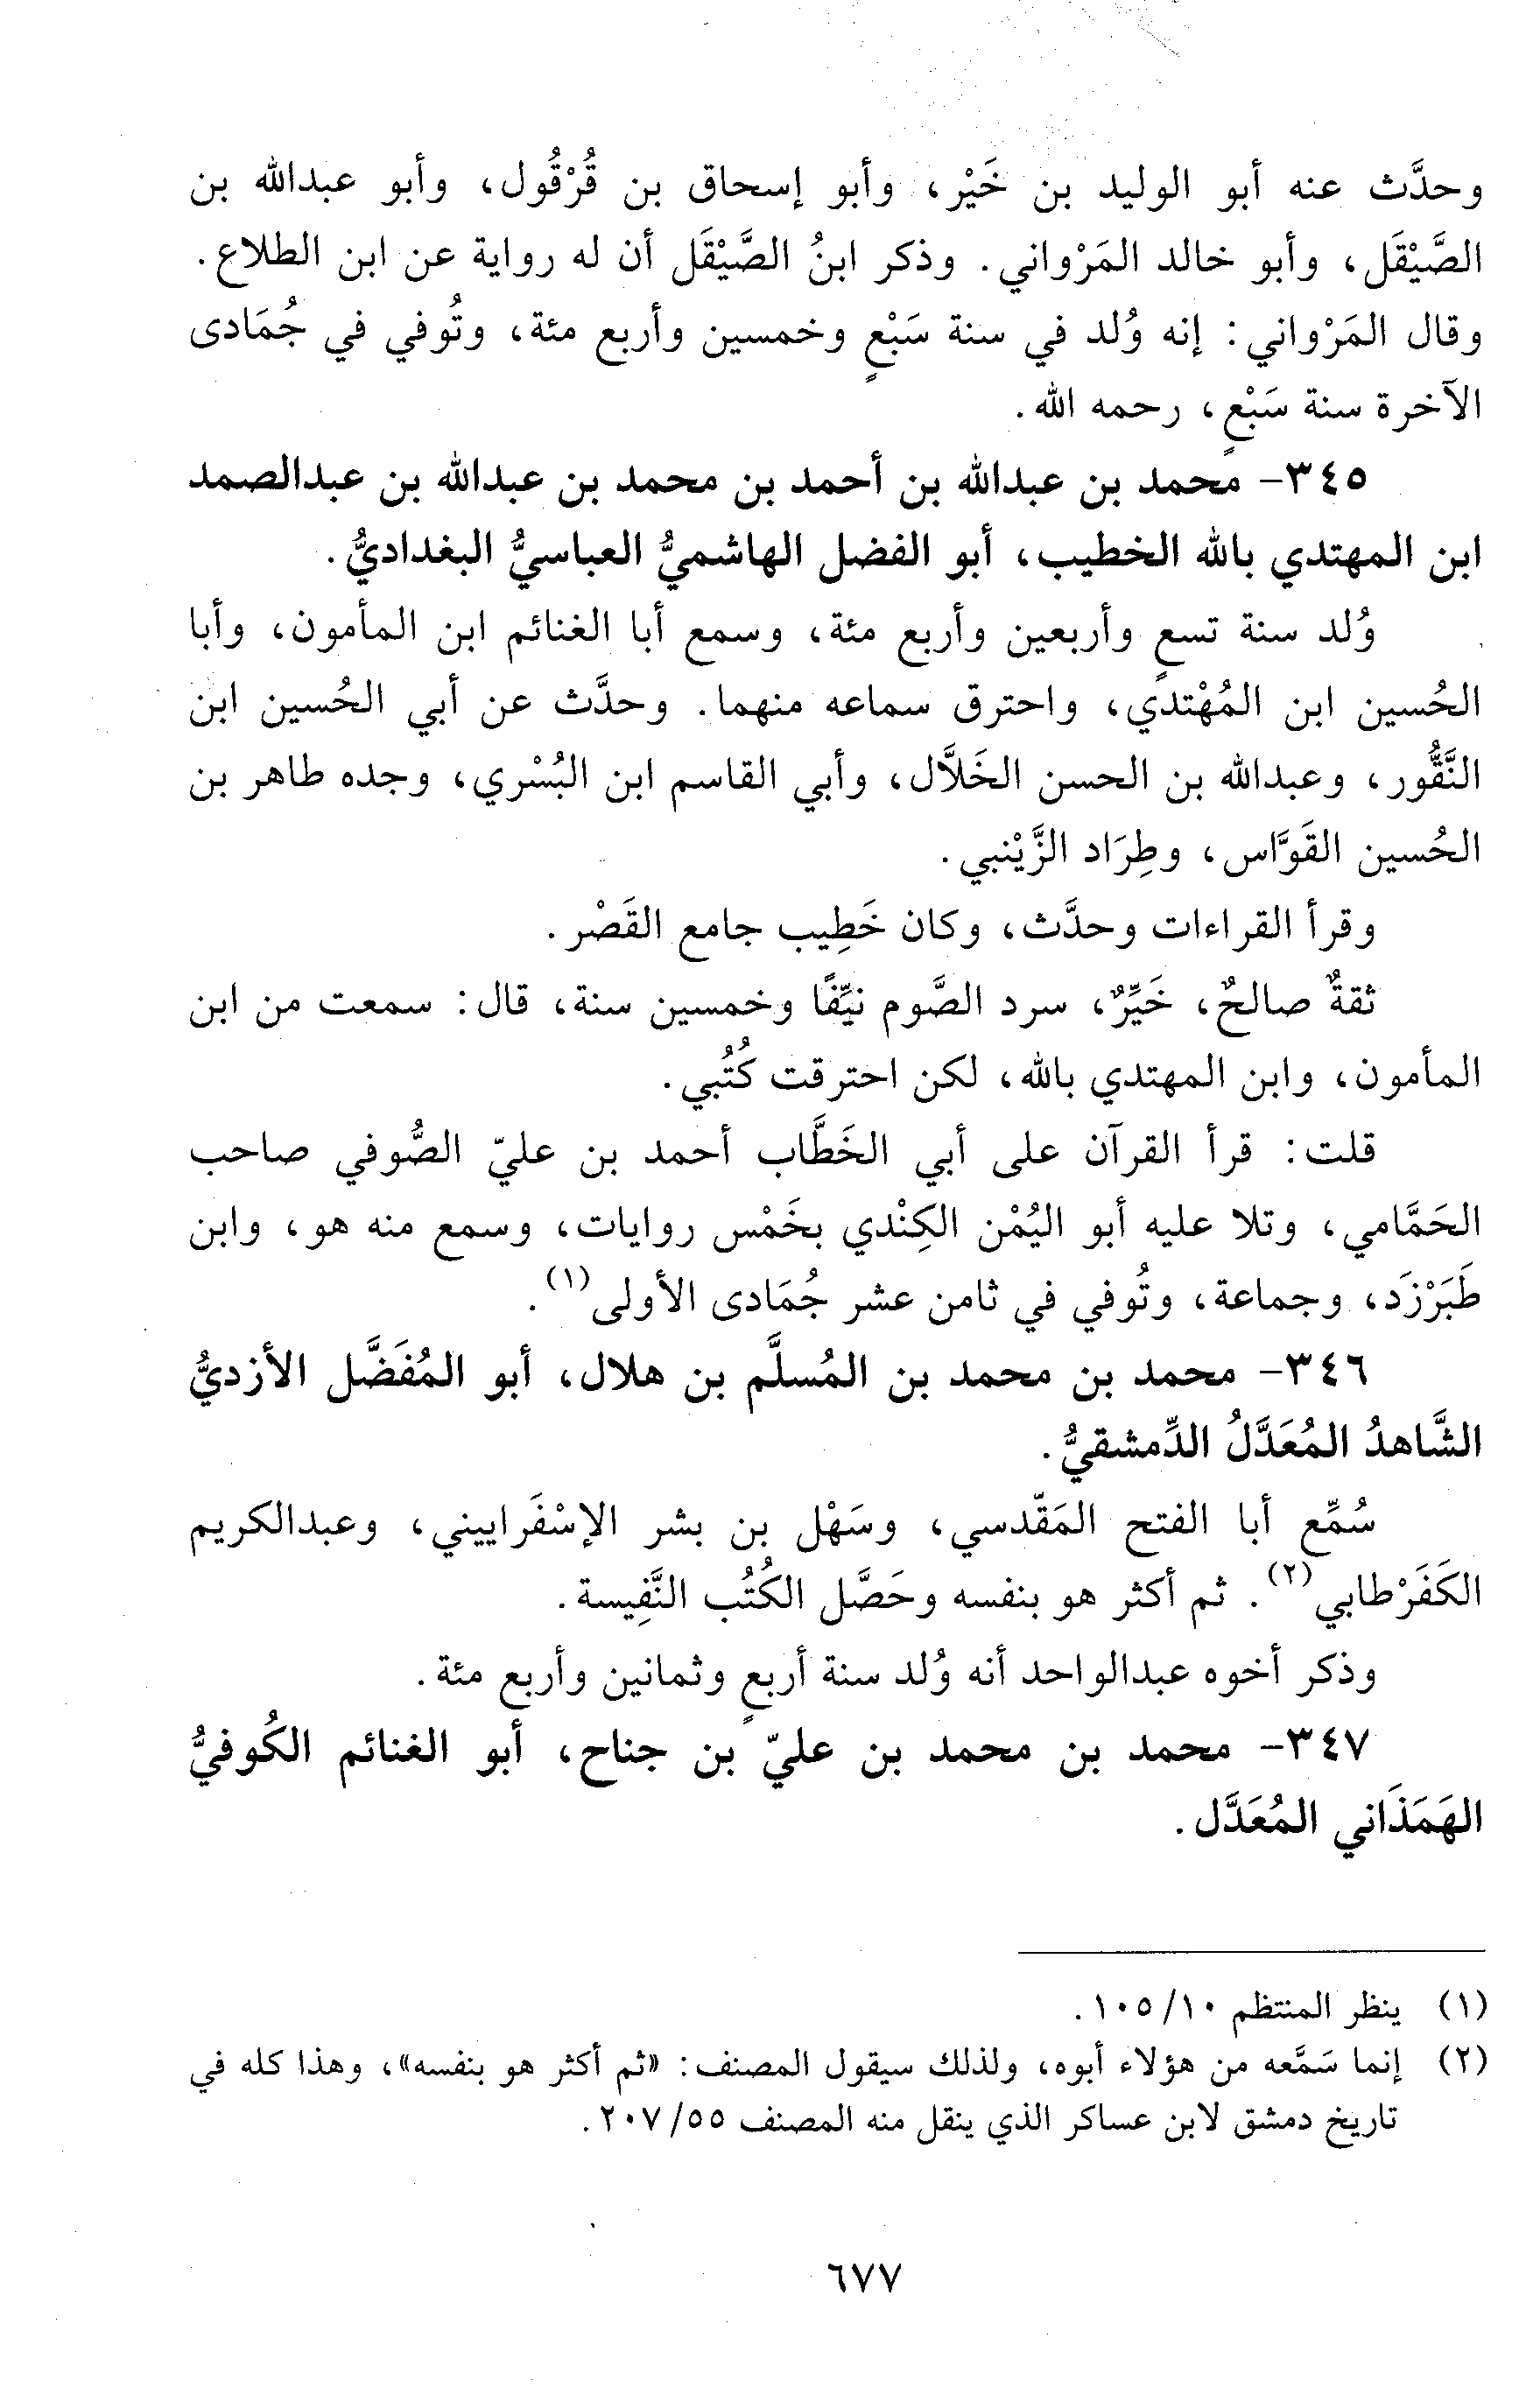 وحدَّث عنه أبو الوليد بن خَيْر، وأبو إسحاق بن قُرْقُول، وأبو عبدالله بن
الصَّيْقَل، وأبو خالد المَرْواني. وذكر ابنُ الصَّيْقَل أن له رواية عن ابن الطلاع.
وقال المَرْواني: إنه وُلد في سنة سَبْعٍ وخمسين وأربع مئة، وتُوفي في جُمَادى
الآخرة سنة سَبْعٍ، رحمه الله.
٣٤٥- محمد بن عبدالله بن أحمد بن محمد بن عبدالله بن عبدالصمد
ابن المهتدي بالله الخطيب، أبو الفضل الهاشميُّ العباسيُّ البغداديُّ.
وُلد سنة تسعٍ وأربعين وأربع مئة، وسمع أبا الغنائم ابن المأمون، وأبا
الحُسين ابن المُهْتدي، واحترق سماعه منهما. وحدَّث عن أبي الحُسين ابن
النَّقُّور، وعبدالله بن الحسن الخَلاَّل، وأبي القاسم ابن البُسْري، وجده طاهر بن
الحُسين القَوَّاس، وطِرَاد الزَّيْنبي.
وقرأ القراءات وحدَّث، وكان خَطِيب جامع القَصْر.
ثقةٌ صالحٌ، خَيِّرٌ، سرد الصَّوم نيِّفًا وخمسين سنة، قال: سمعت من ابن
المأمون، وابن المهتدي بالله، لكن احترقت كُتُبي.
قلت: قرأ القرآن على أبي الخَطَّاب أحمد بن عليّ الصُّوفي صاحب
الحَمَّامي، وتلا عليه أبو اليُمْن الكِنْدي بخَمْس روايات، وسمع منه هو، وابن
طَبَرْزَد، وجماعة، وتُوفي في ثامن عشر جُمَادى الأولى(١).
٣٤٦- محمد بن محمد بن المُسلَّم بن هلال، أبو المُفَضَّل الأزديُّ
الشَّاهدُ المُعَدَّلُ الدِّمشقيُّ.
سُمِّع أبا الفتح المَقّدسي، وسَهْل بن بشر الإسْفَراييني، وعبدالكريم
الكَفَرْطابي(٢). ثم أكثر هو بنفسه وحَصَّل الكُتُب النَّفِيسة.
وذكر أخوه عبدالواحد أنه وُلد سنة أربعٍ وثمانين وأربع مئة.
٣٤٧- محمد بن محمد بن عليّ بن جناح، أبو الغنائم الكُوفيُّ
الهَمَذَاني المُعَدَّل.
(١) ينظر المنتظم ١٠/ ١٠٥.
(٢) إنما سَمَّعه من هؤلاء أبوه، ولذلك سيقول المصنف: «ثم أكثر هو بنفسه»، وهذا كله في
تاريخ دمشق لابن عساكر الذي ينقل منه المصنف ٥٥/ ٢٠٧.
٦٧٧